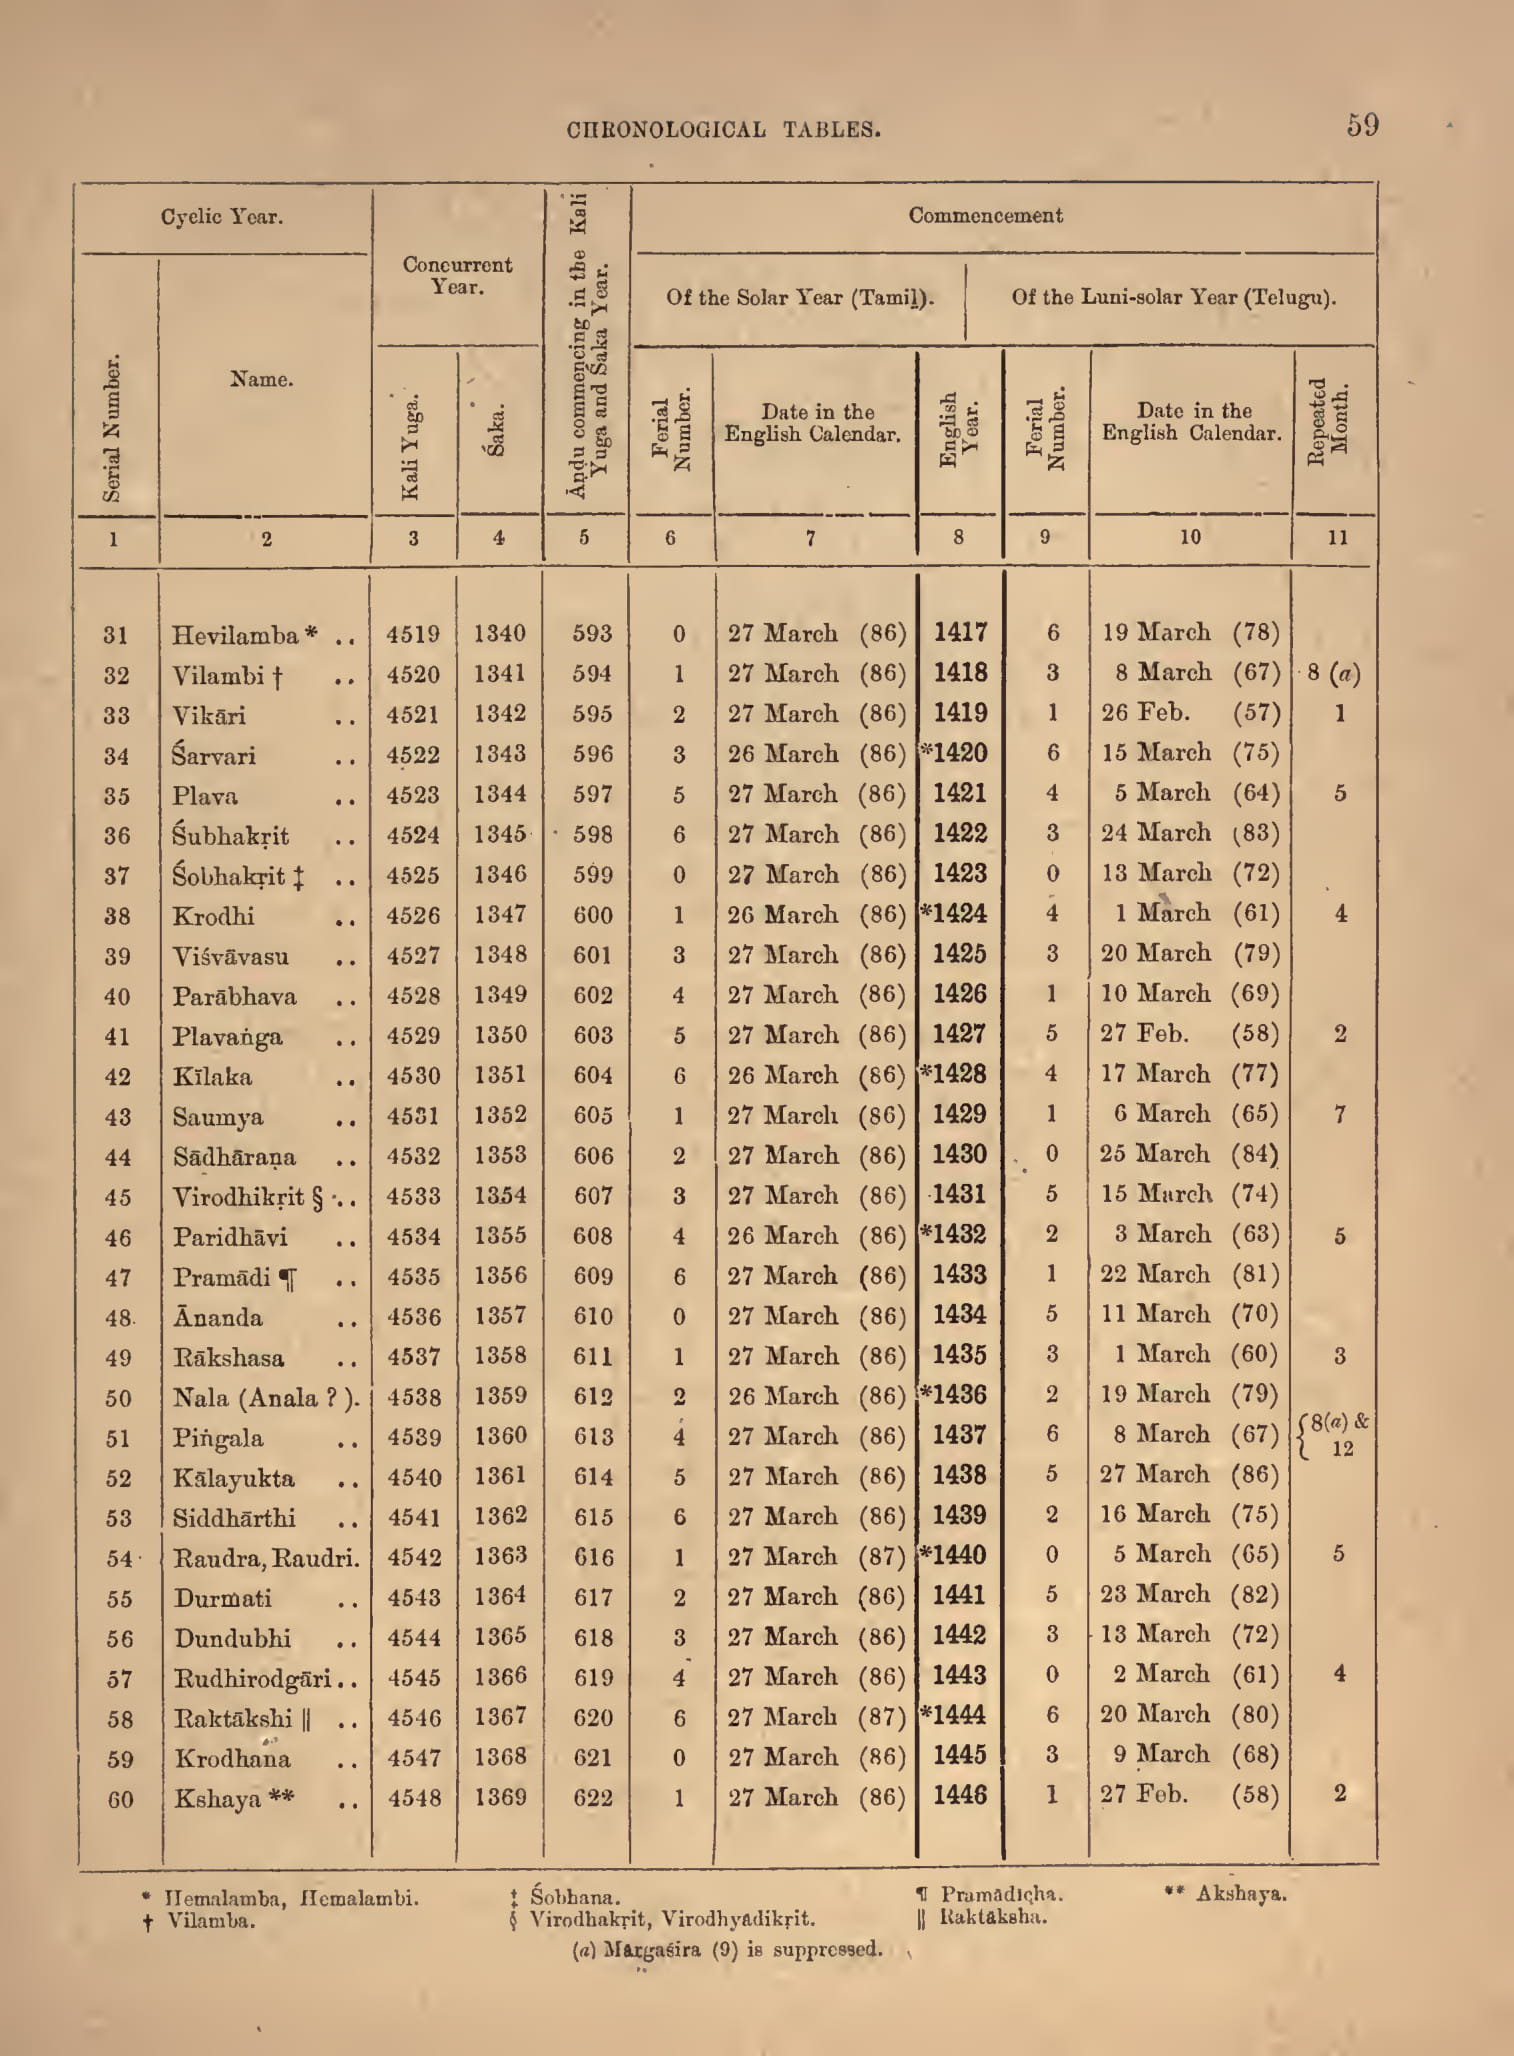 CHRONOLOGICAL TABLES. 59
Cyclic Year.
Concurrent
Year.
Āṇḍu commencing in the Kali
Yuga and Śaka Year.
Commencement
Of the Solar Year (Tamiḻ).
Of the Luni-solar Year (Telugu).
Serial Number.
Name.
Kali Yuga.
Śaka.
Ferial
Number.
Date in the
English Calendar.
English
Year.
Ferial
Number.
Date in the
English Calendar.
Repeated
Month.
1 2 3 4 5 6 7 8 9 10 11
31 Hevilamba * .. 4519 1340 593 0 27 March (86) 1417 6 19 March (78)
32 Vilambi † .. 4520 1341 594 1 27 March (86) 1418 3 8 March (67) 8 (a)
33 Vikāri .. 4521 1342 595 2 27 March (86) 1419 1 26 Feb. (57) 1
34 Śarvari .. 4522 1343 596 3 26 March (86) *1420 6 15 March (75)
35 Plava .. 4523 1344 597 5 27 March (86) 1421 4 5 March (64) 5
36 Śubhakṛit .. 4524 1345 598 6 27 March (86) 1422 3 24 March (83)
37 Śobhakṛit ‡ .. 4525 1346 599 0 27 March (86) 1423 0 13 March (72)
38 Krodhi .. 4526 1347 600 1 26 March (86) *1424 4 1 March (61) 4
39 Viśvāvasu .. 4527 1348 601 3 27 March (86) 1425 3 20 March (79)
40 Parābhava .. 4528 1349 602 4 27 March (86) 1426 1 10 March (69)
41 Plavaṅga .. 4529 1350 603 5 27 March (86) 1427 5 27 Feb. (58) 2
42 Kīlaka .. 4530 1351 604 6 26 March (86) *1428 4 17 March (77)
43 Saumya .. 4531 1352 605 1 27 March (86) 1429 1 6 March (65) 7
44 Sādhāraṇa .. 4532 1353 606 2 27 March (86) 1430 0 25 March (84)
45 Virodhikṛit § .. 4533 1354 607 3 27 March (86) 1431 5 15 March (74)
46 Paridhāvi .. 4534 1355 608 4 26 March (86) *1432 2 3 March (63) 5
47 Pramādi ¶ .. 4535 1356 609 6 27 March (86) 1433 1 22 March (81)
48 Ānanda .. 4536 1357 610 0 27 March (86) 1434 5 11 March (70)
49 Rākshasa .. 4537 1358 611 1 27 March (86) 1435 3 1 March (60) 3
50 Nala (Anala ? ). 4538 1359 612 2 26 March (86) *1436 2 19 March (79)
51 Piṅgala .. 4539 1360 613 4 27 March (86) 1437 6 8 March (67) { 8(a) &
12
52 Kālayukta .. 4540 1361 614 5 27 March (86) 1438 5 27 March (86)
53 Siddhārthi .. 4541 1362 615 6 27 March (86) 1439 2 16 March (75)
54 Raudra, Raudri. 4542 1363 616 1 27 March (87) *1440 0 5 March (65) 5
55 Durmati .. 4543 1364 617 2 27 March (86) 1441 5 23 March (82)
56 Dundubhi .. 4544 1365 618 3 27 March (86) 1442 3 13 March (72)
57 Rudhirodgāri .. 4545 1366 619 4 27 March (86) 1443 0 2 March (61) 4
58 Raktākshi || .. 4546 1367 620 6 27 March (87) *1444 6 20 March (80)
59 Krodhana .. 4547 1368 621 0 27 March (86) 1445 3 9 March (68)
60 Kshaya ** .. 4548 1369 622 1 27 March (86) 1446 1 27 Feb. (58) 2
* Hemalamba, Hemalambi. ‡ Śobhana. ¶ Pramādicha. ** Akshaya.
† Vilamba. § Virodhakṛit, Virodhyādikṛit. || Raktāksha.
(a) Mārgaśira (9) is suppressed.